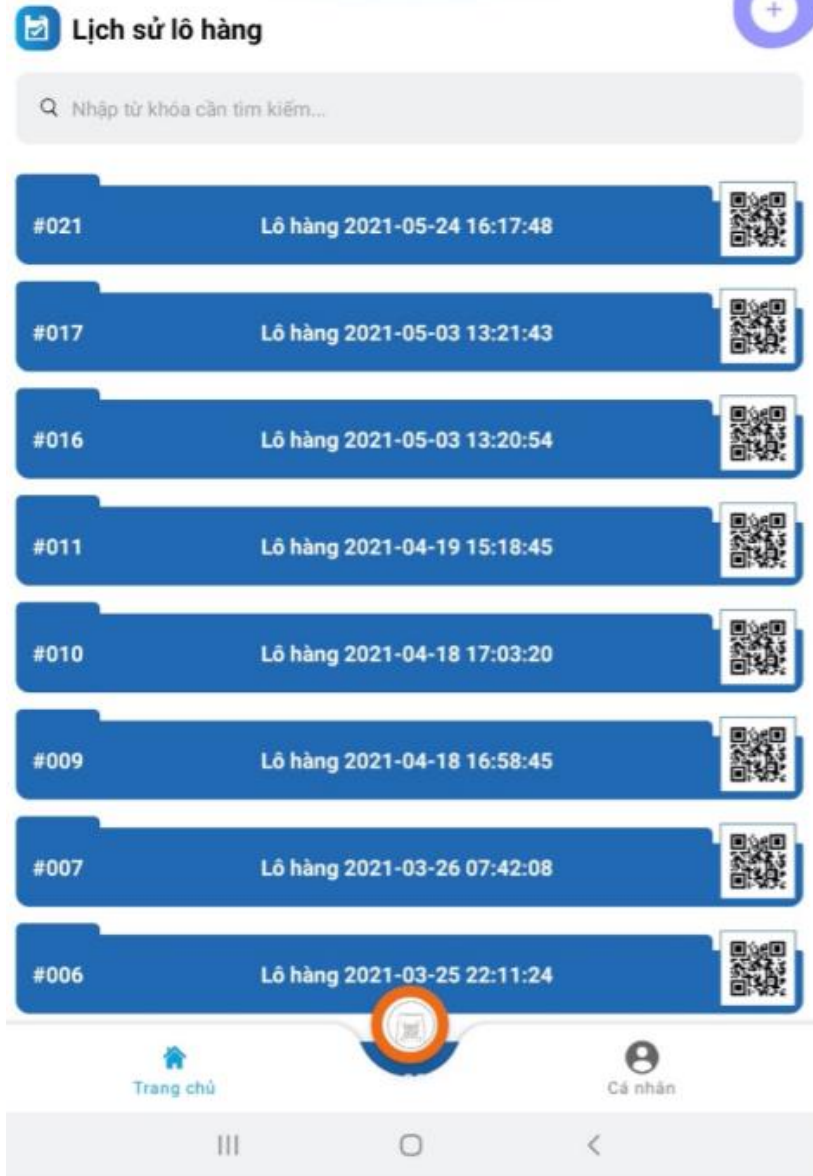 Lịch sử lô hàng
Nhập từ khóa cần tìm kiếm...
#021 Lô hàng 2021-05-24 16:17:48
#017 Lô hàng 2021-05-03 13:21:43
#016 Lô hàng 2021-05-03 13:20:54
#011 Lô hàng 2021-04-19 15:18:45
#010 Lô hàng 2021-04-18 17:03:20
#009 Lô hàng 2021-04-18 16:58:45
#007 Lô hàng 2021-03-26 07:42:08
#006 Lô hàng 2021-03-25 22:11:24
Trang chủ Cá nhân